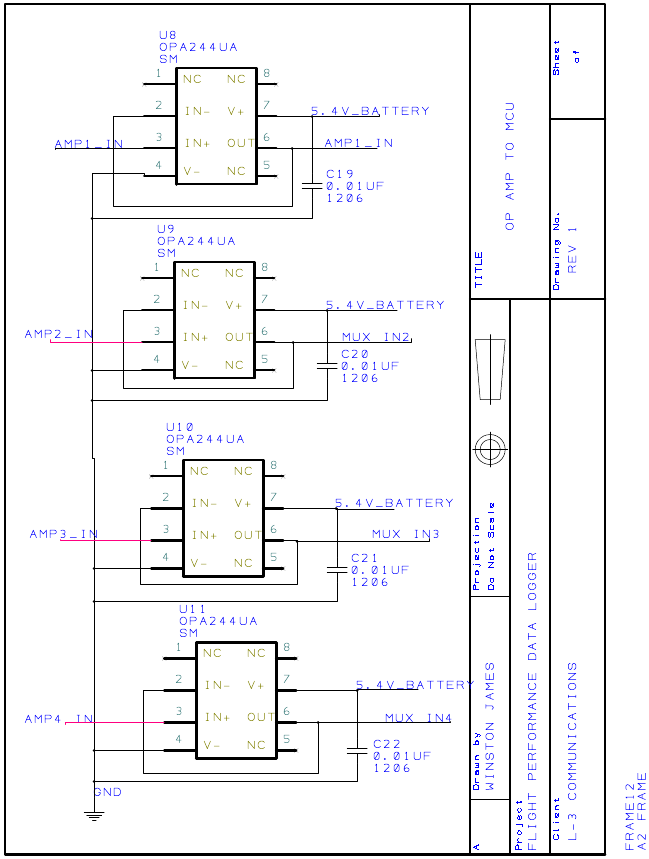 U8
OPA244UA
SM
1 NC NC 8
2 IN- V+ 7 5.4V_BATTERY
AMP1_IN 3 IN+ OUT 6 AMP1_IN
4 V- NC 5
C19
0.01UF
1206
U9
OPA244UA
SM
1 NC NC 8
2 IN- V+ 7 5.4V_BATTERY
AMP2_IN 3 IN+ OUT 6 MUX IN2
4 V- NC 5
C20
0.01UF
1206
U10
OPA244UA
SM
1 NC NC 8
2 IN- V+ 7 5.4V_BATTERY
AMP3_IN 3 IN+ OUT 6 MUX IN3
4 V- NC 5
C21
0.01UF
1206
U11
OPA244UA
SM
1 NC NC 8
2 IN- V+ 7 5.4V_BATTERY
AMP4_IN 3 IN+ OUT 6 MUX IN4
4 V- NC 5
C22
0.01UF
1206
GND
A
Drawn by
WINSTON JAMES
Projection
Do Not Scale
TITLE
OP AMP TO MCU
Project
FLIGHT PERFORMANCE DATA LOGGER
Client
L-3 COMMUNICATIONS
Drawing No.
REV 1
Sheet
of
FRAME12
A2 FRAME